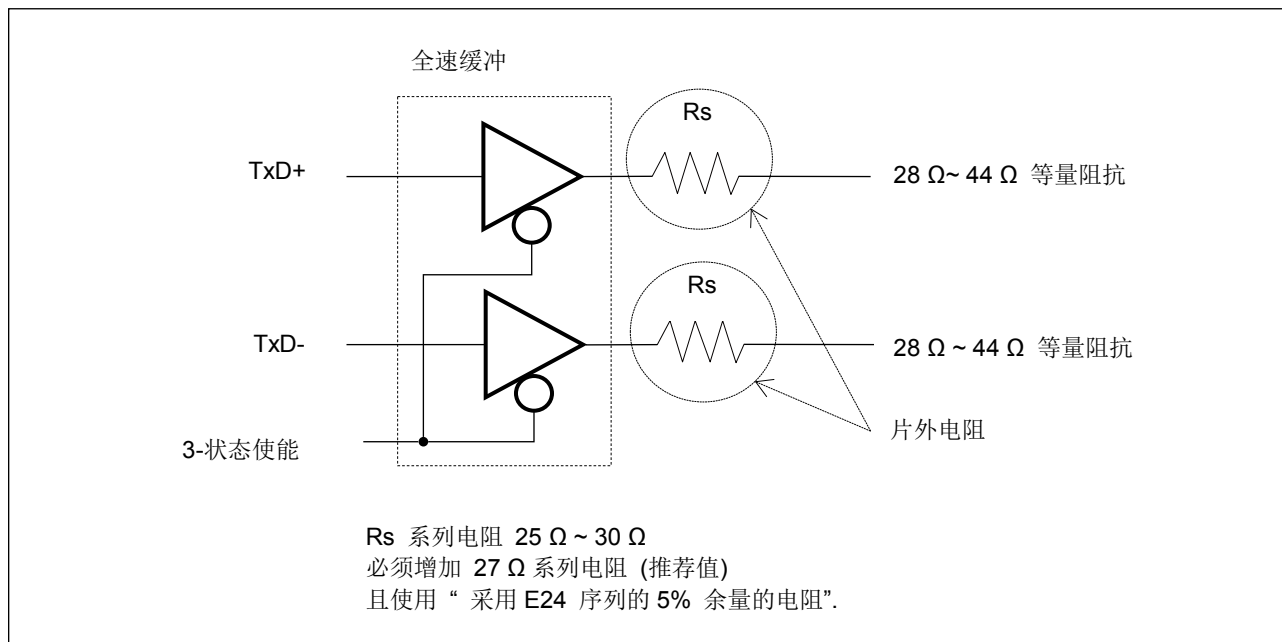 全速缓冲
Rs
TxD+
28 Ω~ 44 Ω 等量阻抗
Rs
TxD-
28 Ω ~ 44 Ω 等量阻抗
片外电阻
3-状态使能
Rs 系列电阻 25 Ω ~ 30 Ω
必须增加 27 Ω 系列电阻 (推荐值)
且使用 “ 采用 E24 序列的 5% 余量的电阻”.